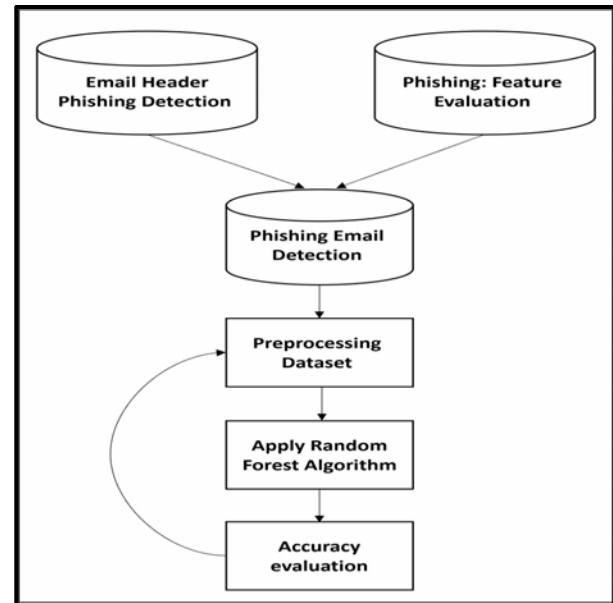 Email Header
Phishing Detection
Phishing: Feature
Evaluation
Phishing Email
Detection
Preprocessing
Dataset
Apply Random
Forest Algorithm
Accuracy
evaluation